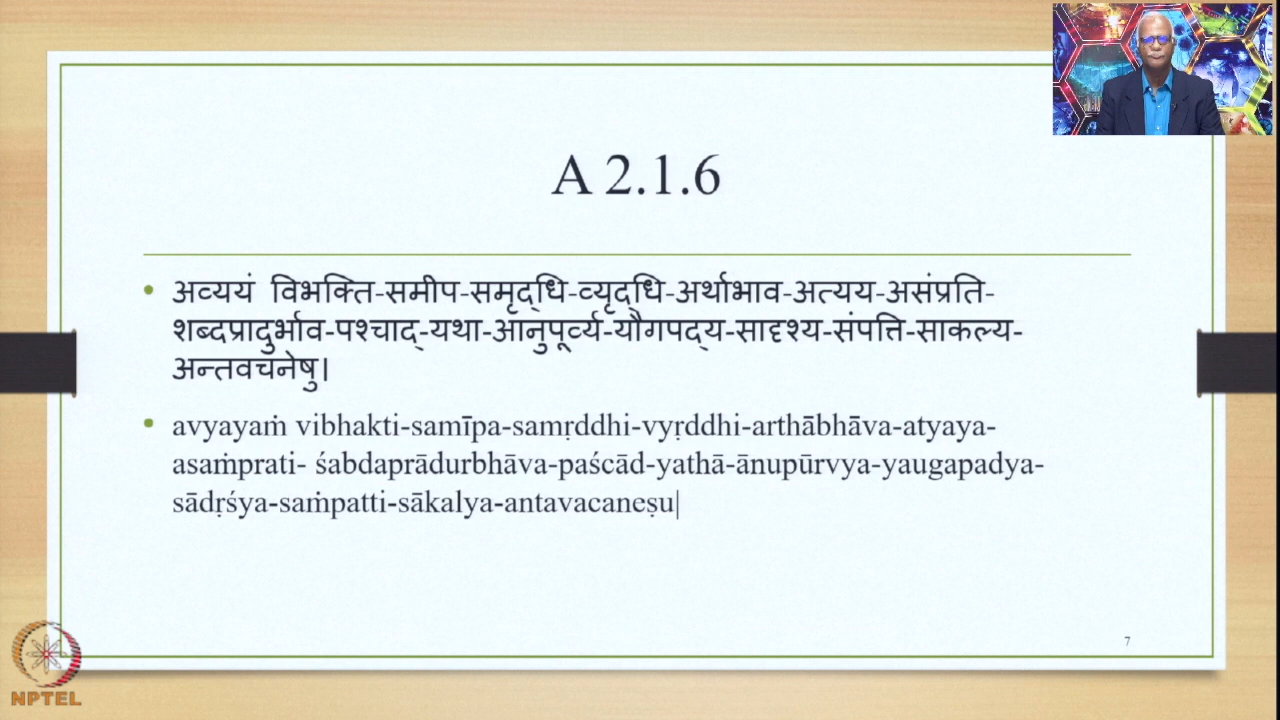 A 2.1.6
• अव्ययं विभक्ति-समीप-समृद्धि-व्यृद्धि-अर्थाभाव-अत्यय-असंप्रति-
शब्दप्रादुर्भाव-पश्चाद्-यथा-आनुपूर्व्य-यौगपद्य-सादृश्य-संपत्ति-साकल्य-
अन्तवचनेषु।
• avyayaṁ vibhakti-samīpa-samṛddhi-vyṛddhi-arthābhāva-atyaya-
asaṁprati- śabdaprādurbhāva-paścād-yathā-ānupūrvya-yaugapadya-
sādṛśya-saṁpatti-sākalya-antavacaneṣu|
7
NPTEL